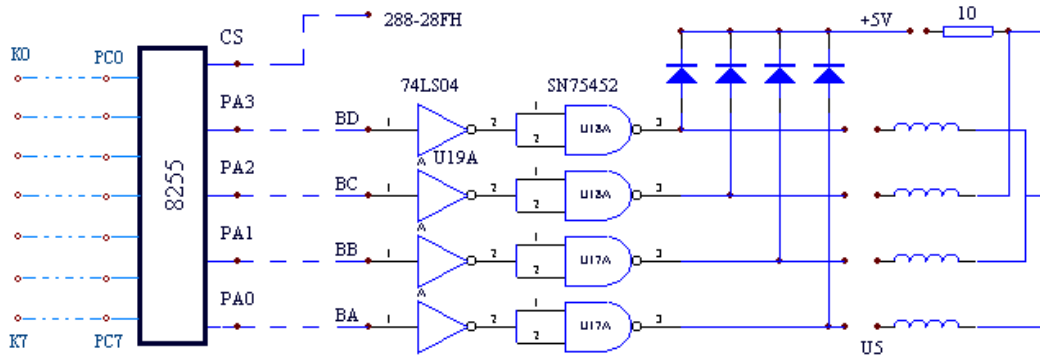 288-28FH
+5V
10
CS
K0
PC0
74LS04
SN75452
PA3
BD
1
2
1
2
U18A
3
A
U19A
8255
PA2
BC
1
2
1
2
U18A
3
A
PA1
BB
1
2
1
2
U17A
3
A
PA0
BA
1
2
1
2
U17A
3
K7
PC7
U5